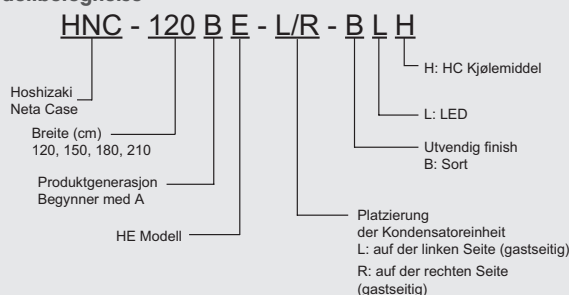 HNC - 120 B E - L/R - B L H
H: HC Kjølemiddel
Hoshizaki
Neta Case
L: LED
Breite (cm)
120, 150, 180, 210
Utvendig finish
B: Sort
Produktgenerasjon
Begynner med A
Platzierung
der Kondensatoreinheit
L: auf der linken Seite (gastseitig)
R: auf der rechten Seite
(gastseitig)
HE Modell